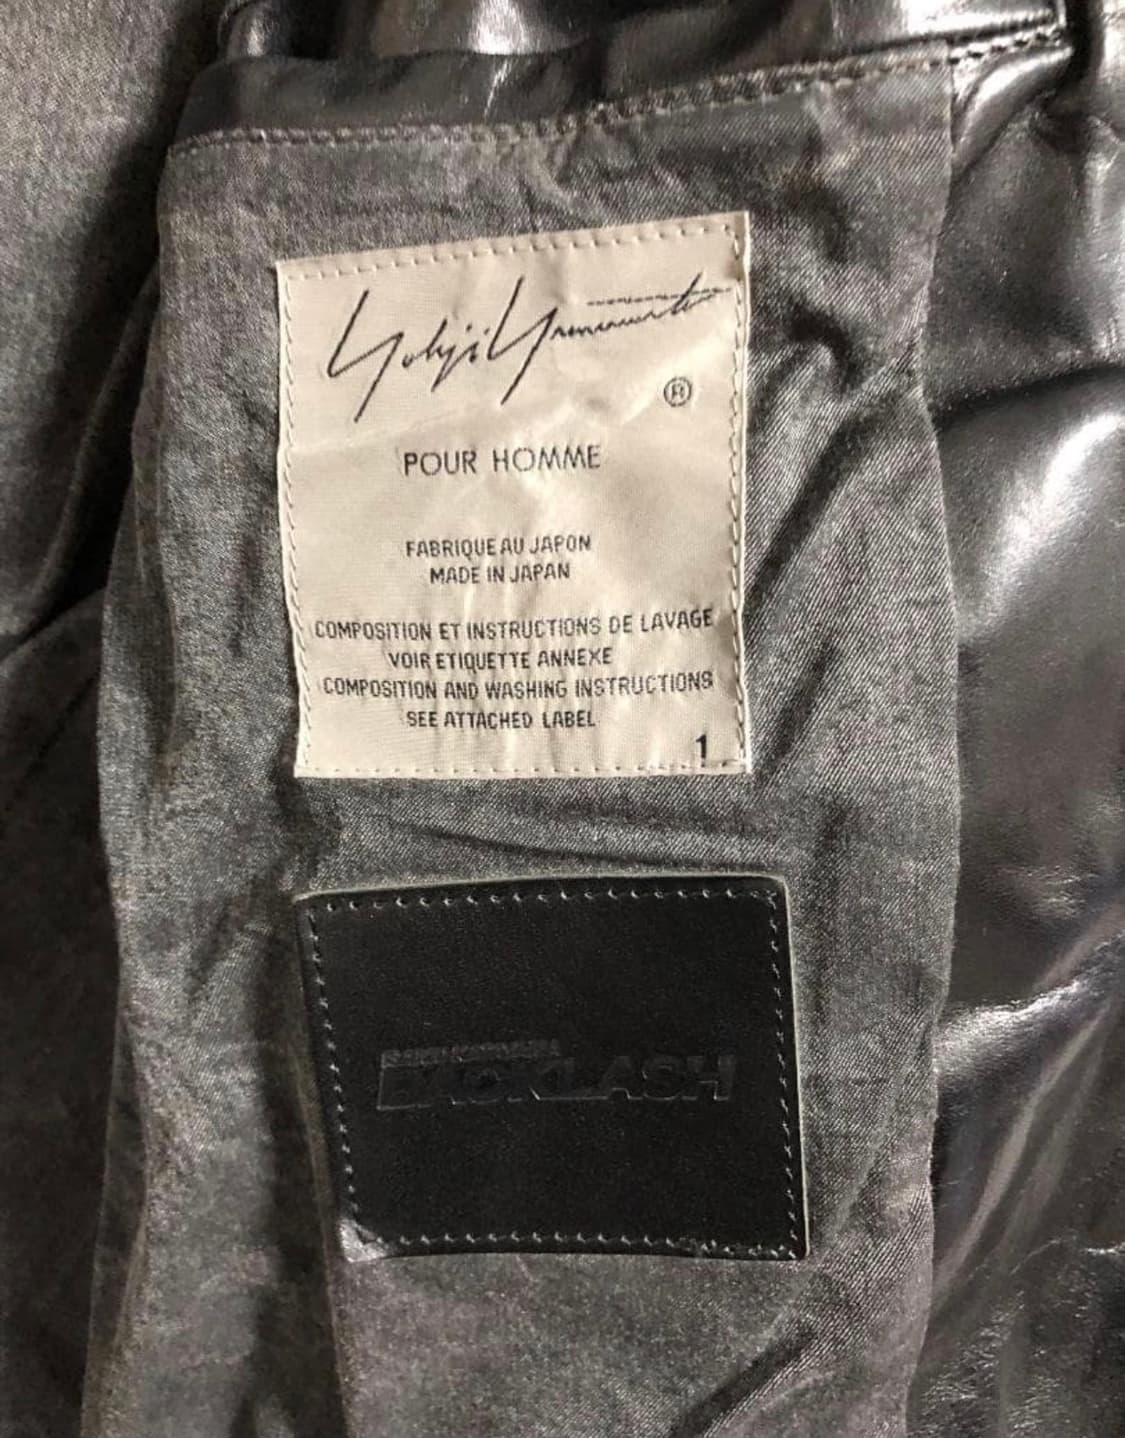 Yohji Yamamoto
®
POUR HOMME
FABRIQUE AU JAPON
MADE IN JAPAN
COMPOSITION ET INSTRUCTIONS DE LAVAGE
VOIR ETIQUETTE ANNEXE
COMPOSITION AND WASHING INSTRUCTIONS
SEE ATTACHED LABEL
1
BACKLASH